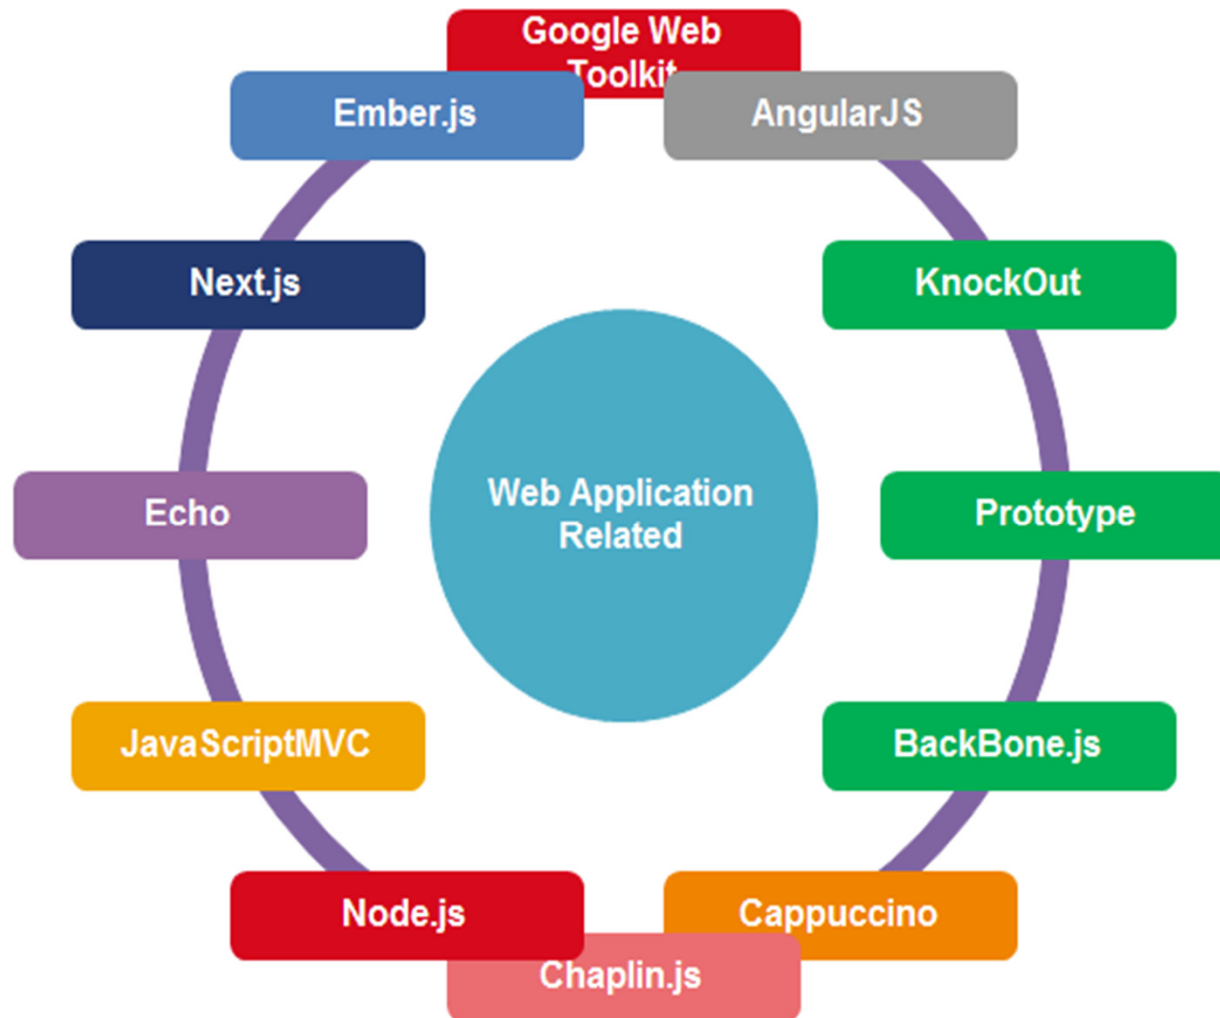 Google Web
Toolkit
Ember.js
AngularJS
Next.js
KnockOut
Web Application
Related
Echo
Prototype
JavaScriptMVC
BackBone.js
Node.js
Cappuccino
Chaplin.js